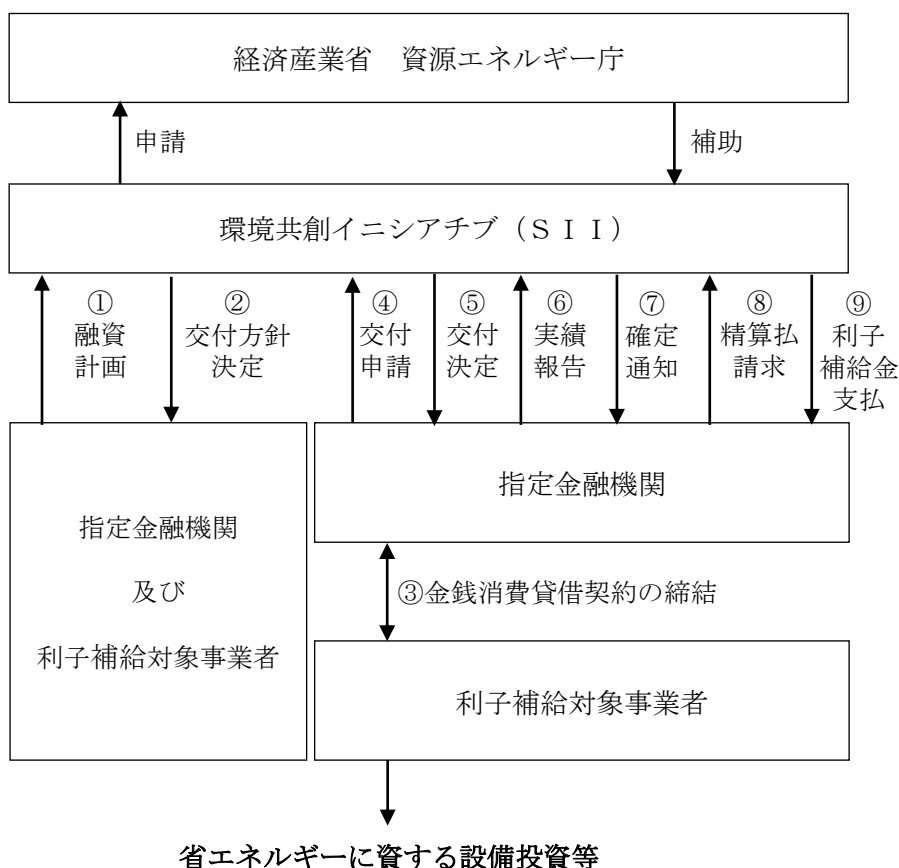 経済産業省　資源エネルギー庁
申請
補助
環境共創イニシアチブ（ＳＩＩ）
①
融資
計画
②
交付方針
決定
④
交付
申請
⑤
交付
決定
⑥
実績
報告
⑦
確定
通知
⑧
精算払
請求
⑨
利子
補給金
支払
指定金融機関
及び
利子補給対象事業者
指定金融機関
③金銭消費貸借契約の締結
利子補給対象事業者
省エネルギーに資する設備投資等